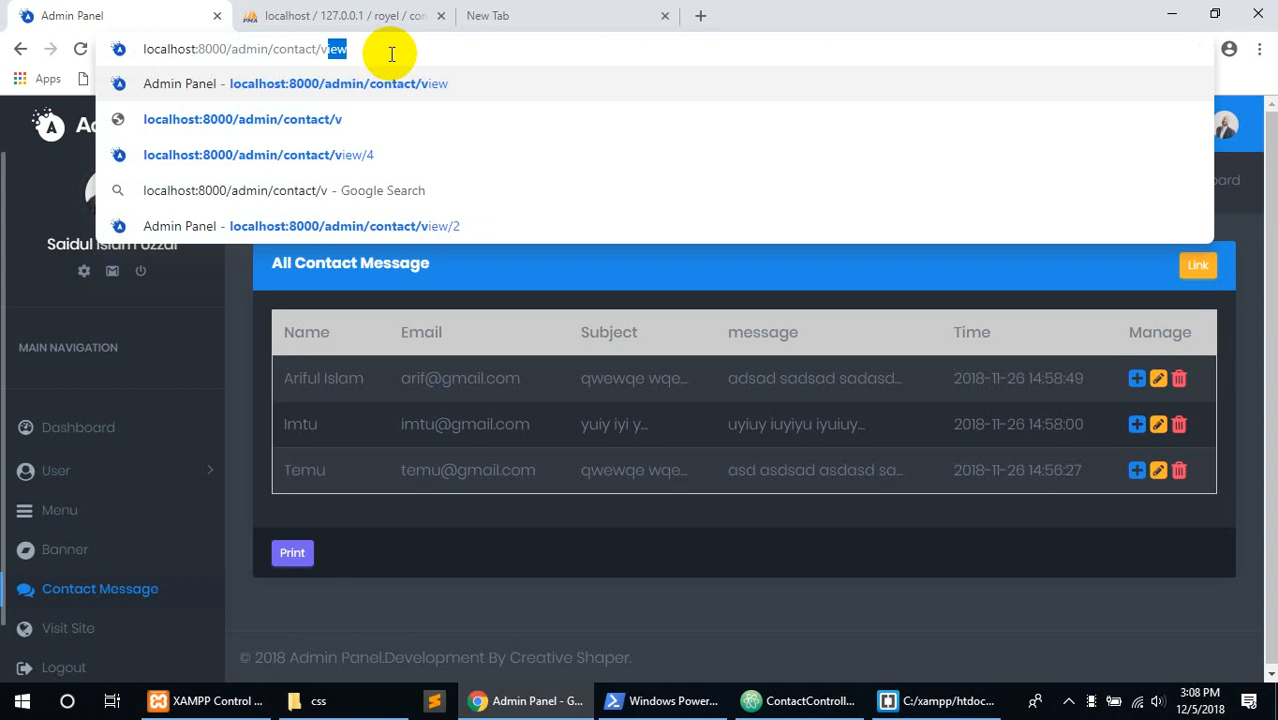 Admin Panel
localhost / 127.0.0.1 / royel / con
New Tab
localhost:8000/admin/contact/view
Apps
Admin Panel - localhost:8000/admin/contact/view
localhost:8000/admin/contact/v
localhost:8000/admin/contact/view/4
localhost:8000/admin/contact/v - Google Search
Admin Panel - localhost:8000/admin/contact/view/2
Saidul Islam Uzzal
All Contact Message
Link
MAIN NAVIGATION
Name Email Subject message Time Manage
Ariful Islam arif@gmail.com qwewqe wqe... adsad sadsad sadasd... 2018-11-26 14:58:49
Imtu imtu@gmail.com yuiy iyi y... uyiuy iuyiyu iyuiuy... 2018-11-26 14:58:00
Temu temu@gmail.com qwewqe wqe... asd asdsad asdasd sa... 2018-11-26 14:56:27
Dashboard
User
Menu
Banner
Contact Message
Visit Site
Logout
Print
© 2018 Admin Panel.Development By Creative Shaper.
XAMPP Control ...
css
Admin Panel - G...
Windows Power...
ContactControll...
C:/xampp/htdoc...
3:08 PM
12/5/2018